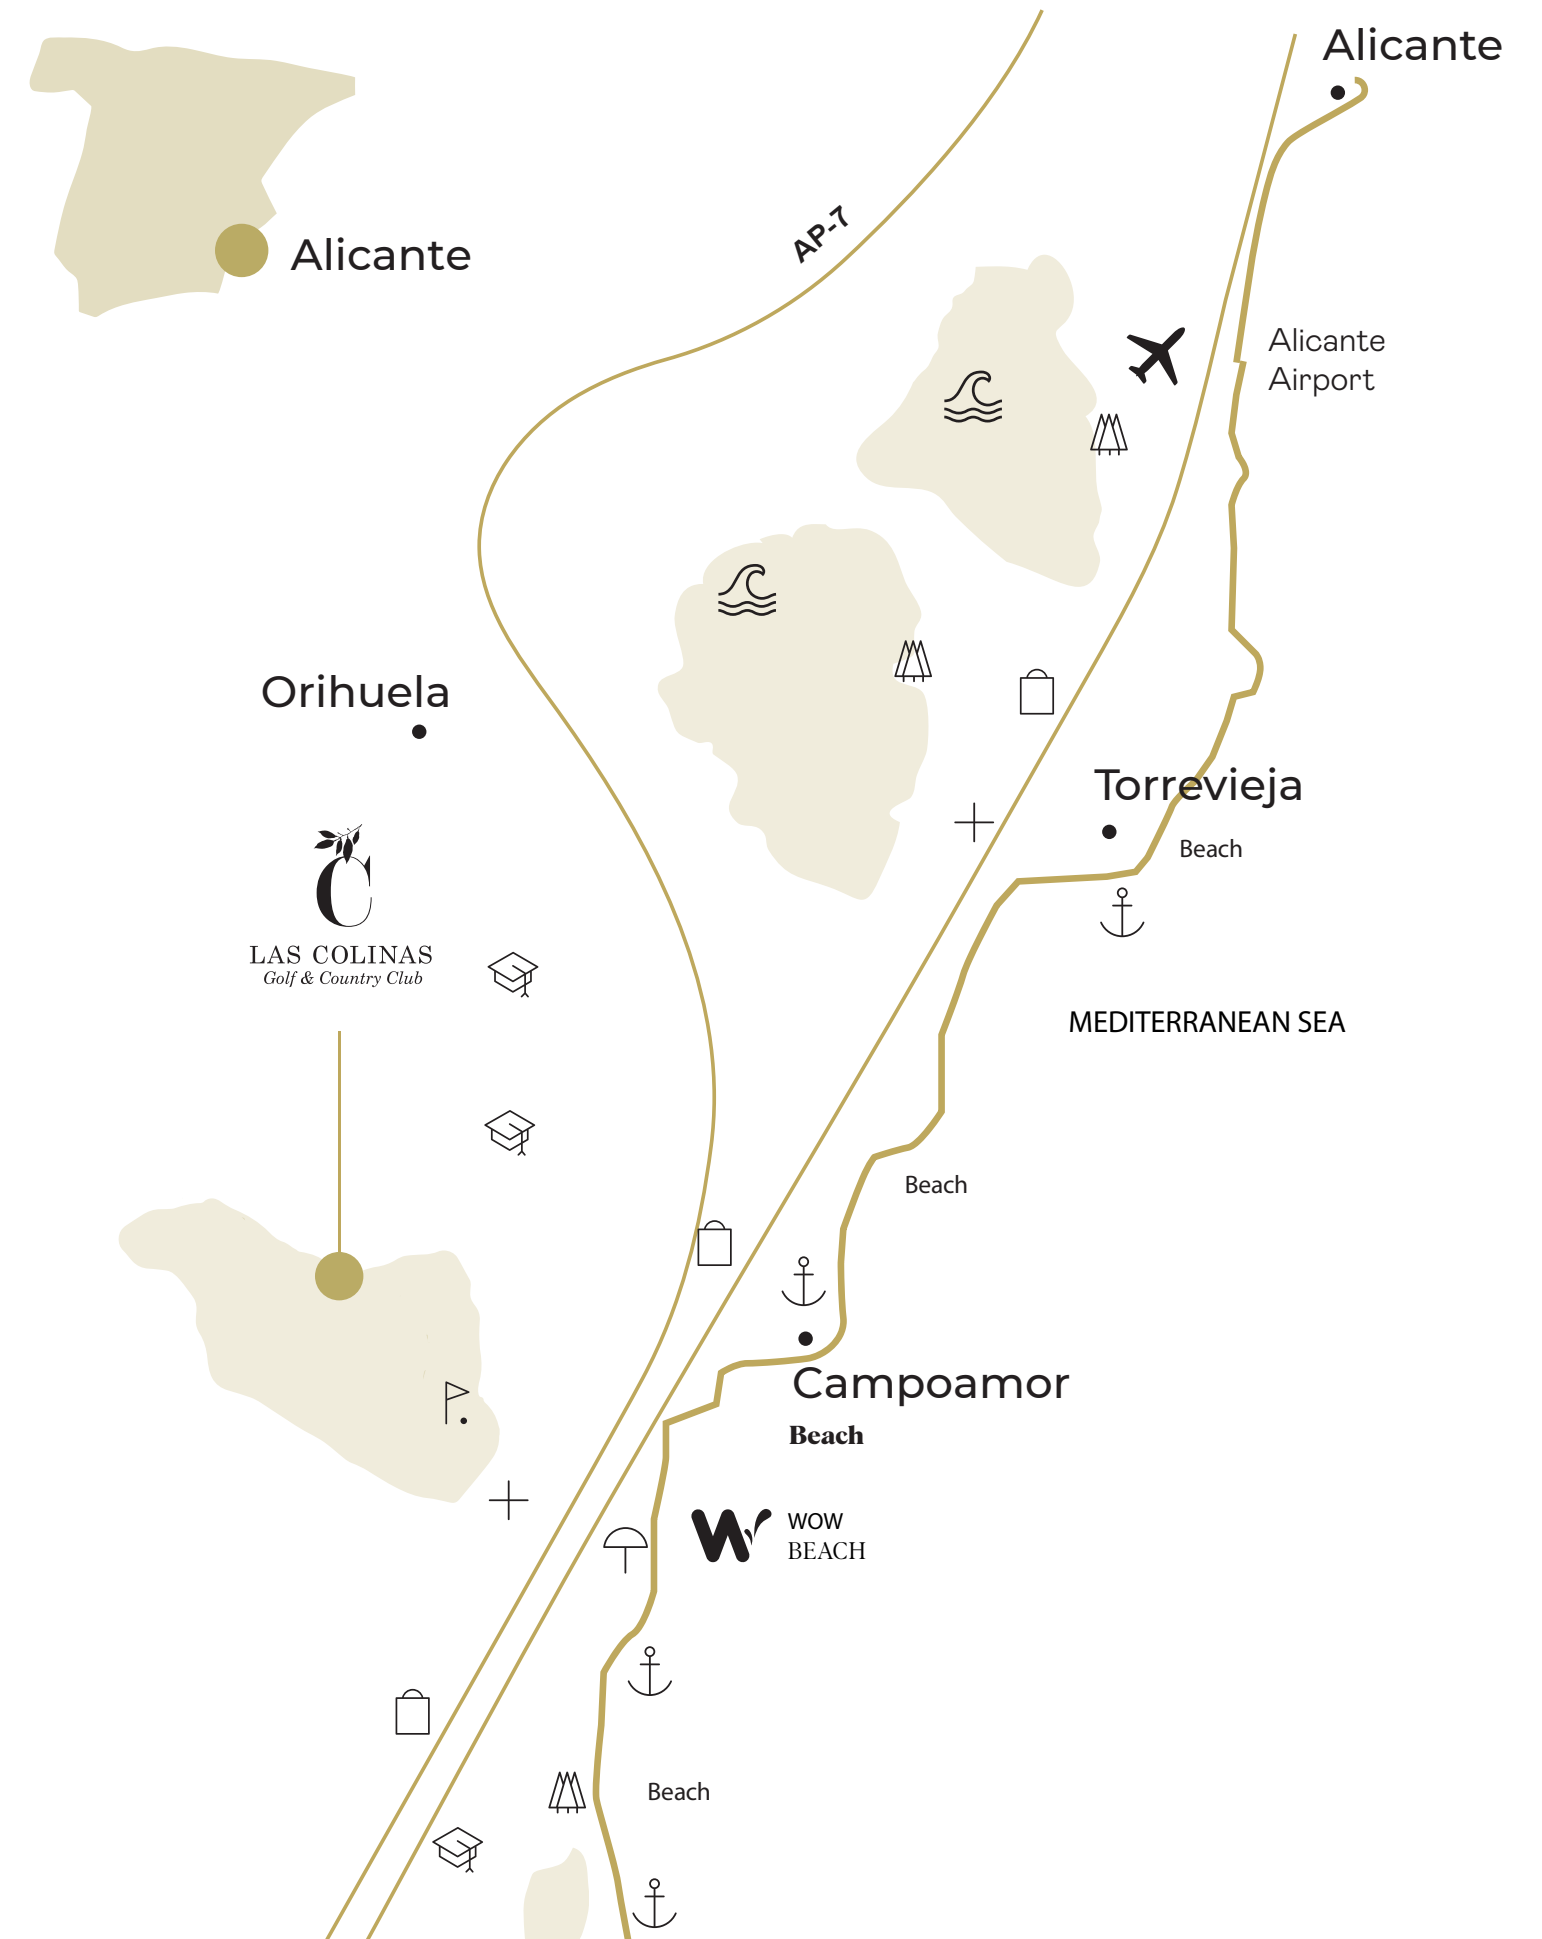 Alicante
Alicante
AP-7
Alicante
Airport
Orihuela
Torrevieja
Beach
C
LAS COLINAS
Golf & Country Club
MEDITERRANEAN SEA
Beach
Campoamor
Beach
W
WOW
BEACH
Beach